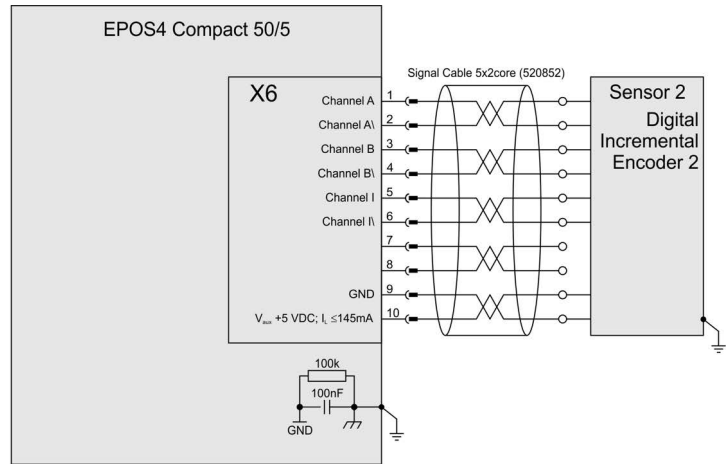 EPOS4 Compact 50/5
Signal Cable 5x2core (520852)
X6
Sensor 2
Digital
Incremental
Encoder 2
Channel A 1
Channel A\ 2
Channel B 3
Channel B\ 4
Channel I 5
Channel I\ 6
7
8
GND 9
Vaux +5 VDC; IL ≤145mA 10
100k
100nF
GND